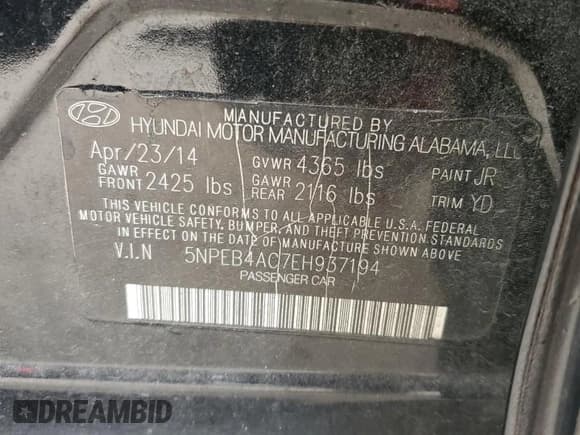 MANUFACTURED BY
HYUNDAI MOTOR MANUFACTURING ALABAMA, LLC
Apr/23/14 GVWR 4365 lbs PAINT JR
GAWR FRONT 2425 lbs GAWR REAR 2116 lbs TRIM YD
THIS VEHICLE CONFORMS TO ALL APPLICABLE U.S.A. FEDERAL
MOTOR VEHICLE SAFETY, BUMPER, AND THEFT PREVENTION STANDARDS
IN EFFECT ON THE DATE OF MANUFACTURE SHOWN ABOVE
V.I.N 5NPEB4AC7EH937194
PASSENGER CAR
DREAMBID